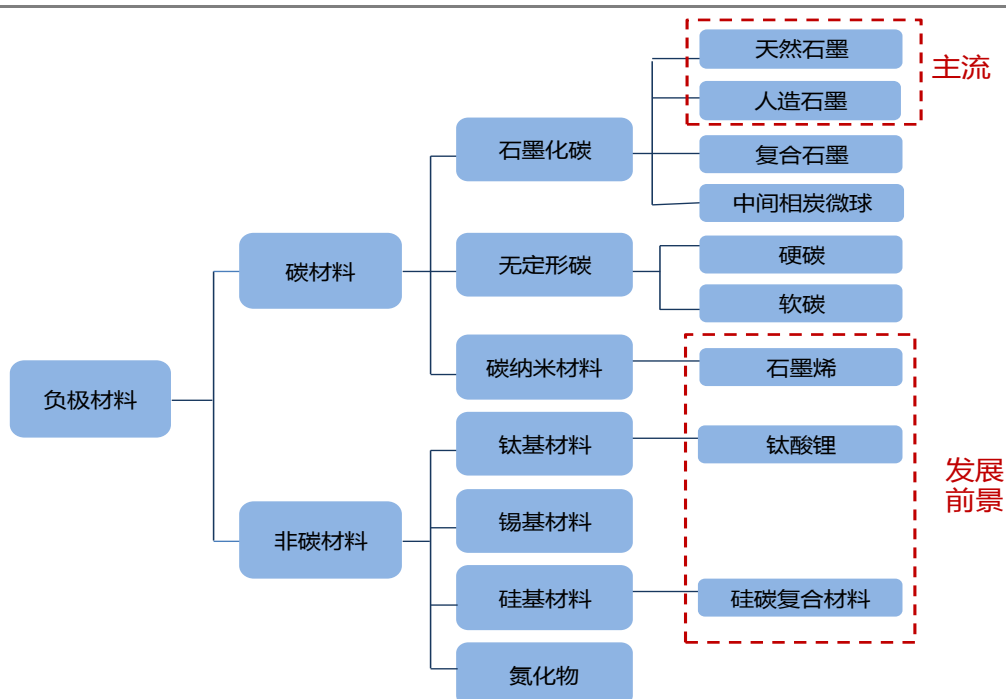 天然石墨
主流
人造石墨
石墨化碳
复合石墨
中间相炭微球
碳材料
无定形碳
硬碳
软碳
碳纳米材料
石墨烯
负极材料
钛基材料
钛酸锂
发展
前景
锡基材料
非碳材料
硅基材料
硅碳复合材料
氮化物